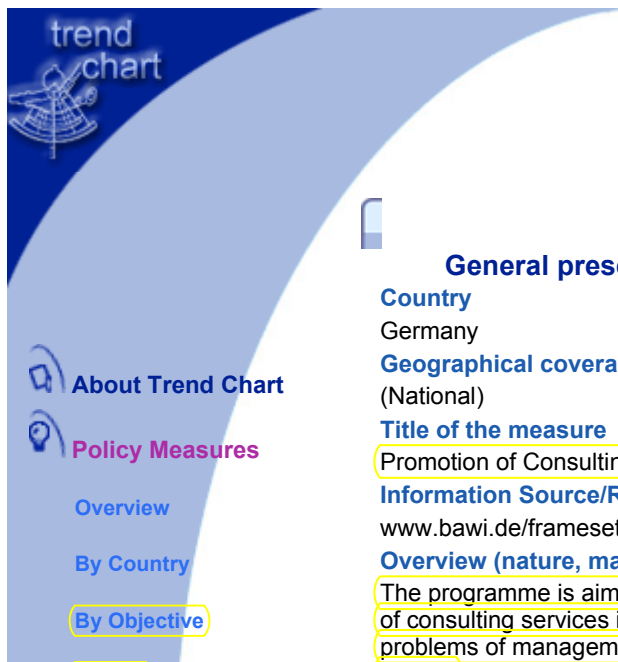 trend
chart
General pres
Country
Germany
Geographical covera
(National)
About Trend Chart
Title of the measure
Policy Measures
Promotion of Consultin
Information Source/R
Overview
www.bawi.de/frameset
By Country
Overview (nature, ma
The programme is aim
of consulting services i
By Objective
problems of managem